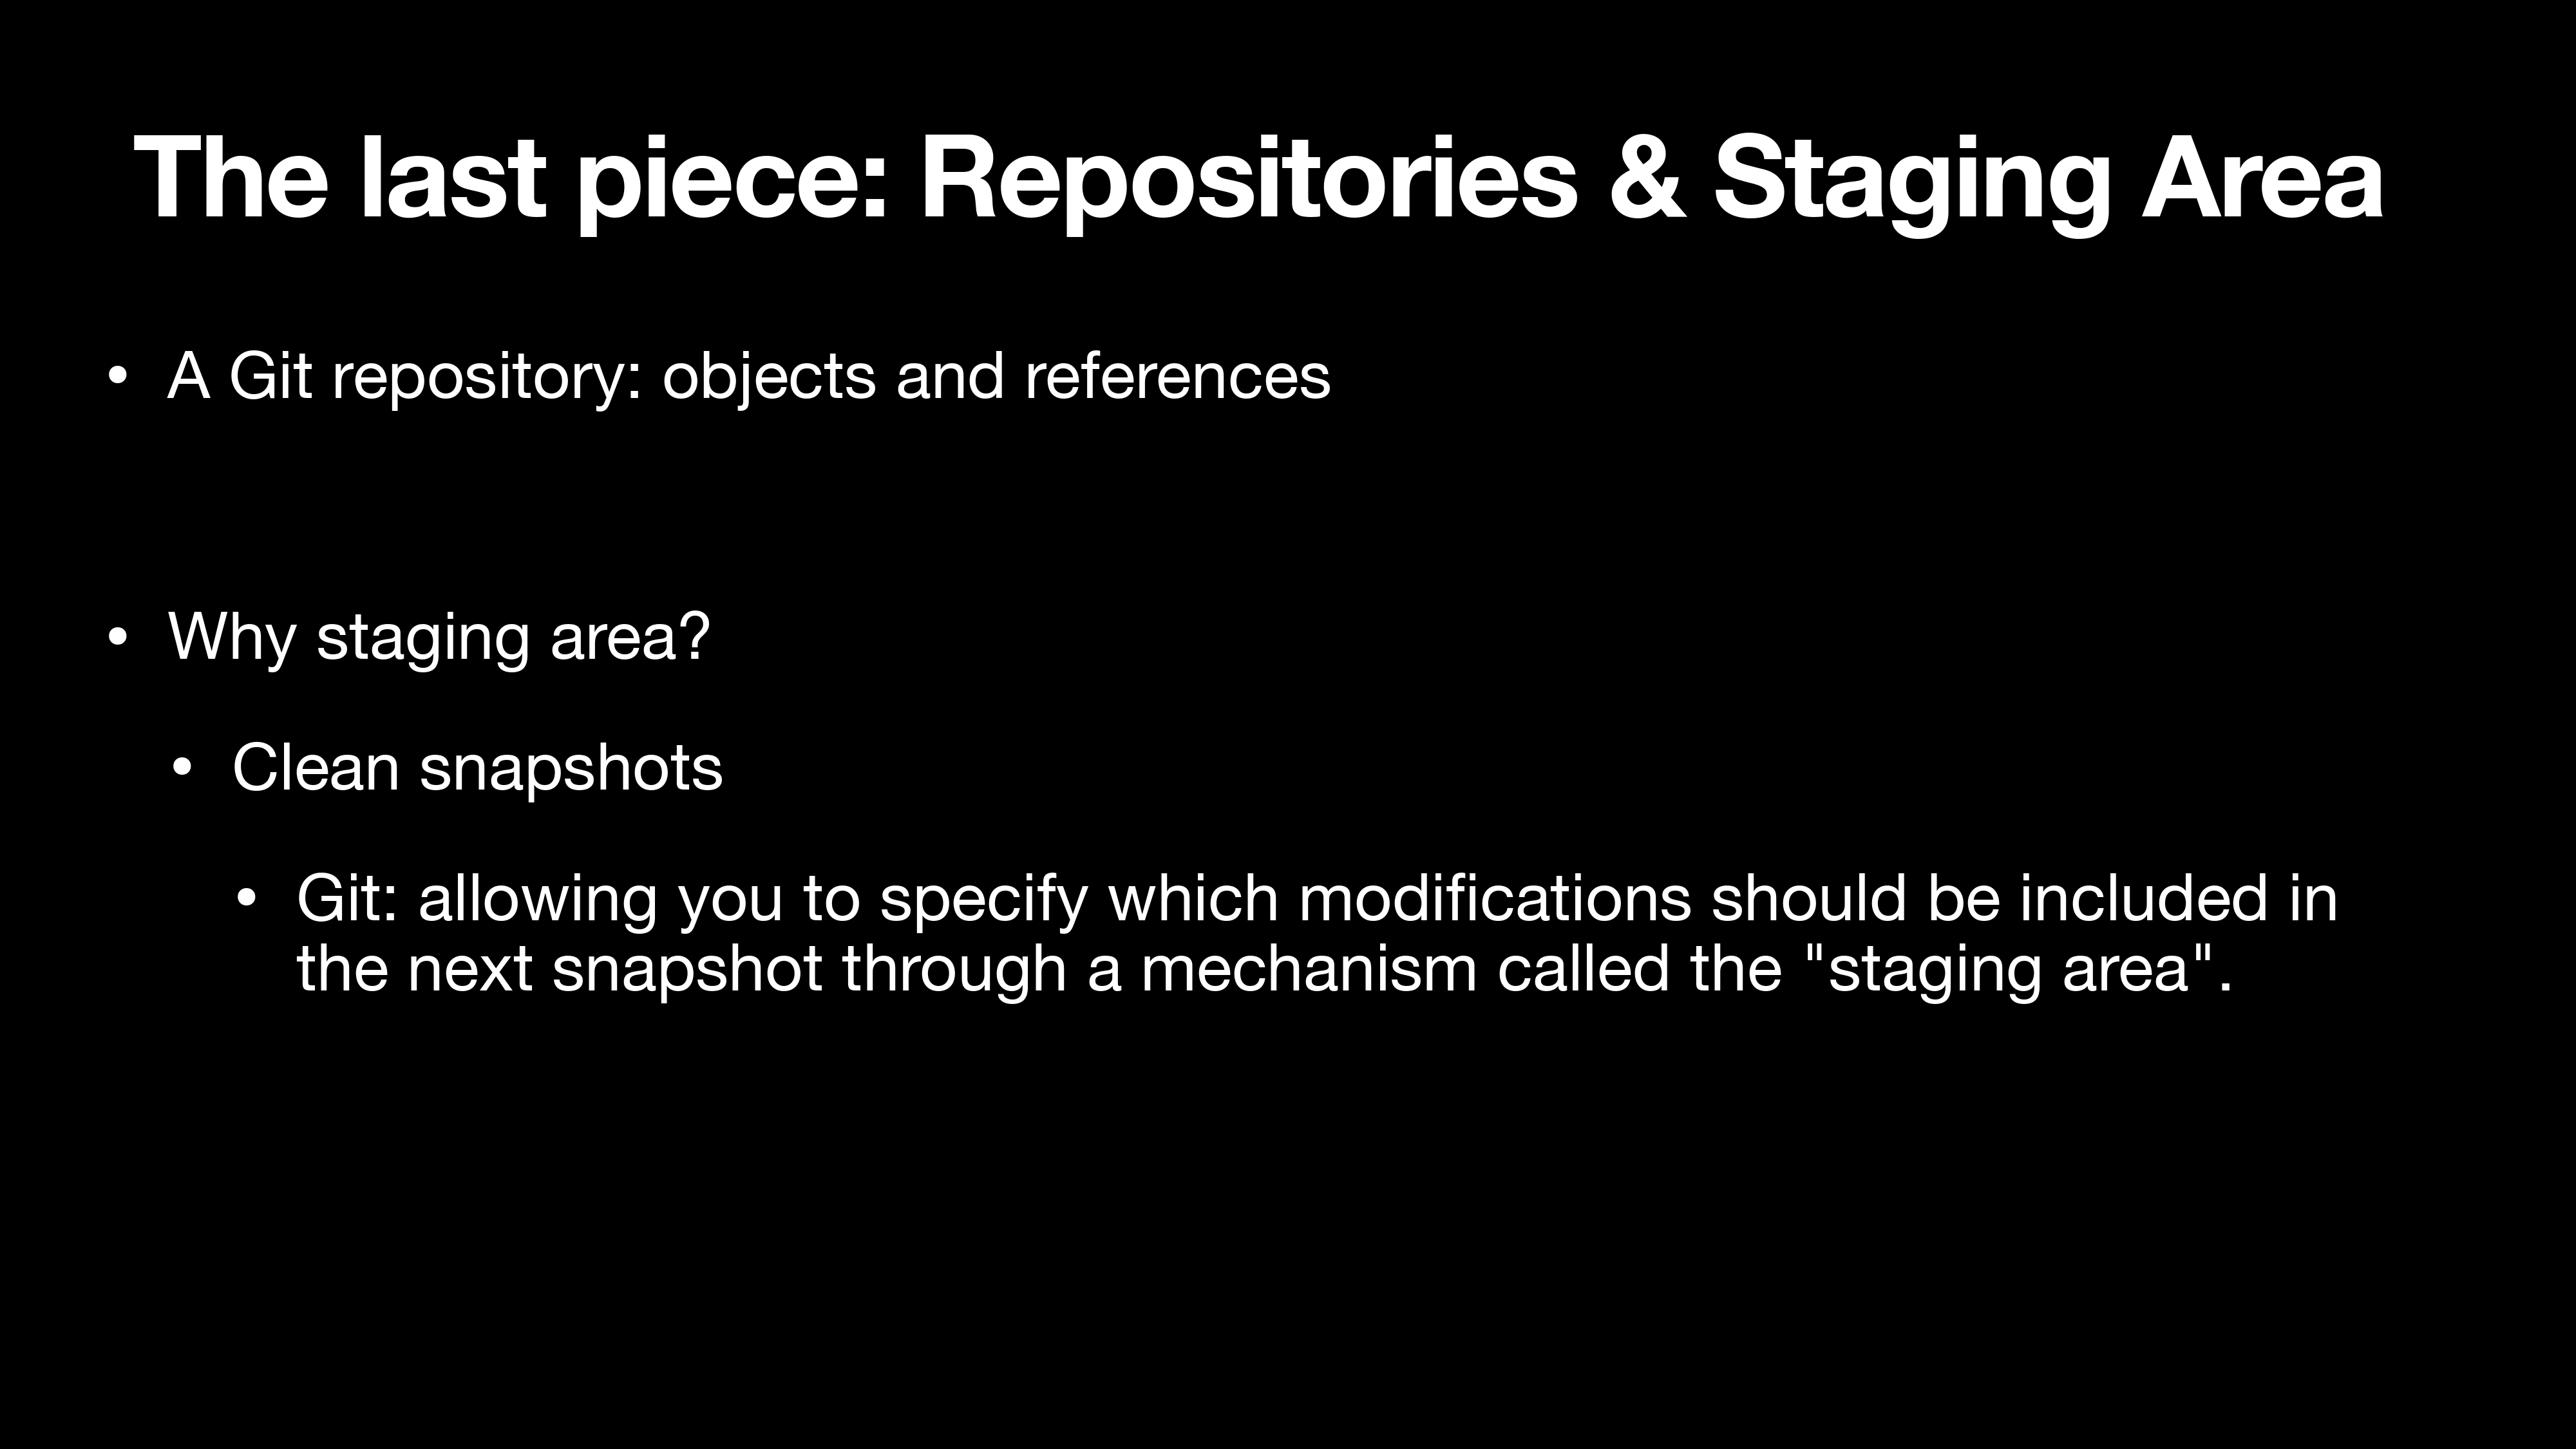 The last piece: Repositories & Staging Area
• A Git repository: objects and references
• Why staging area?
• Clean snapshots
• Git: allowing you to specify which modifications should be included in
the next snapshot through a mechanism called the "staging area".